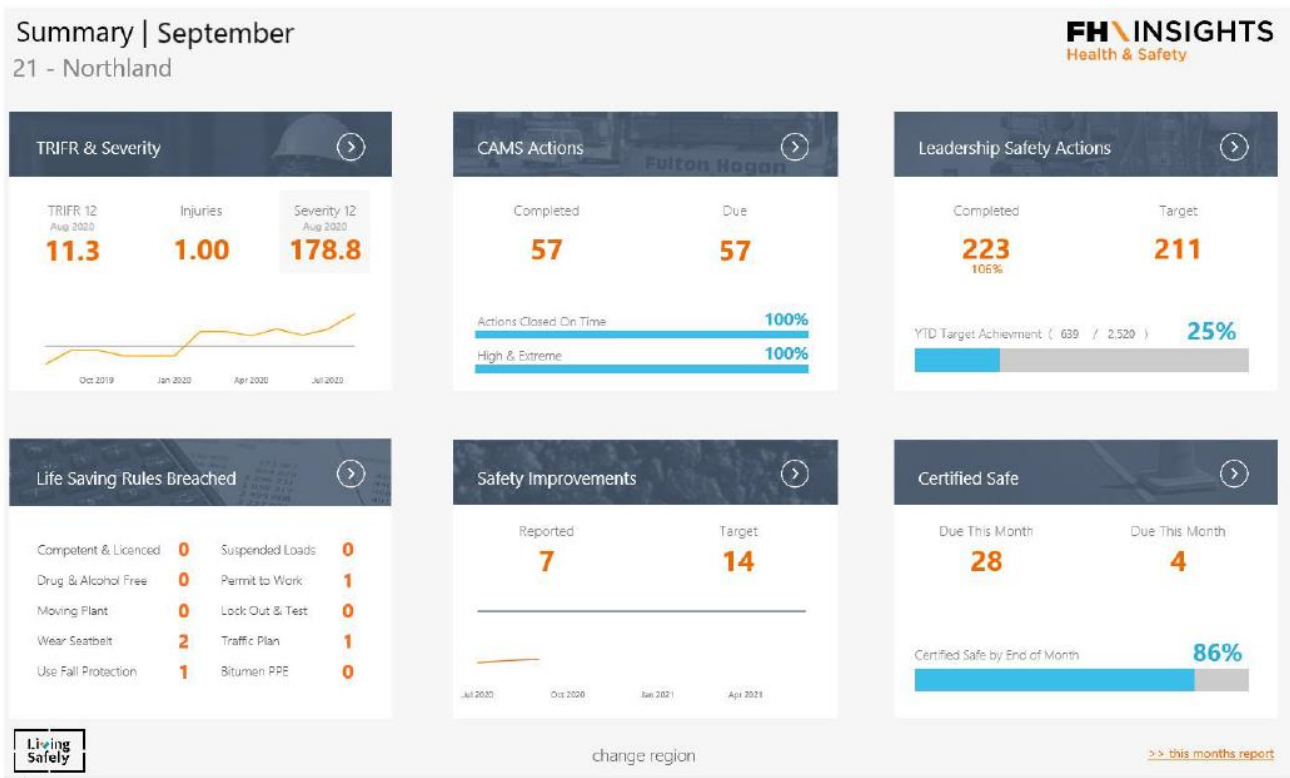 Summary | September
21 - Northland
FH\INSIGHTS
Health & Safety
TRIFR & Severity
TRIFR 12
Aug 2020
11.3
Injuries
1.00
Severity 12
Aug 2020
178.8
Oct 2019 Jan 2020 Apr 2020 Jul 2020
CAMS Actions
Fulton Hogan
Completed
57
Due
57
Actions Closed On Time 100%
High & Extreme 100%
Leadership Safety Actions
Completed
223
106%
Target
211
YTD Target Achievment ( 639 / 2,520 ) 25%
Life Saving Rules Breached
Competent & Licenced 0 Suspended Loads 0
Drug & Alcohol Free 0 Permit to Work 1
Moving Plant 0 Lock Out & Test 0
Wear Seatbelt 2 Traffic Plan 1
Use Fall Protection 1 Bitumen PPE 0
Safety Improvements
Reported
7
Target
14
Jul 2020 Oct 2020 Jan 2021 Apr 2021
Certified Safe
Due This Month
28
Due This Month
4
Certified Safe by End of Month 86%
Living
Safely
change region
>> this months report